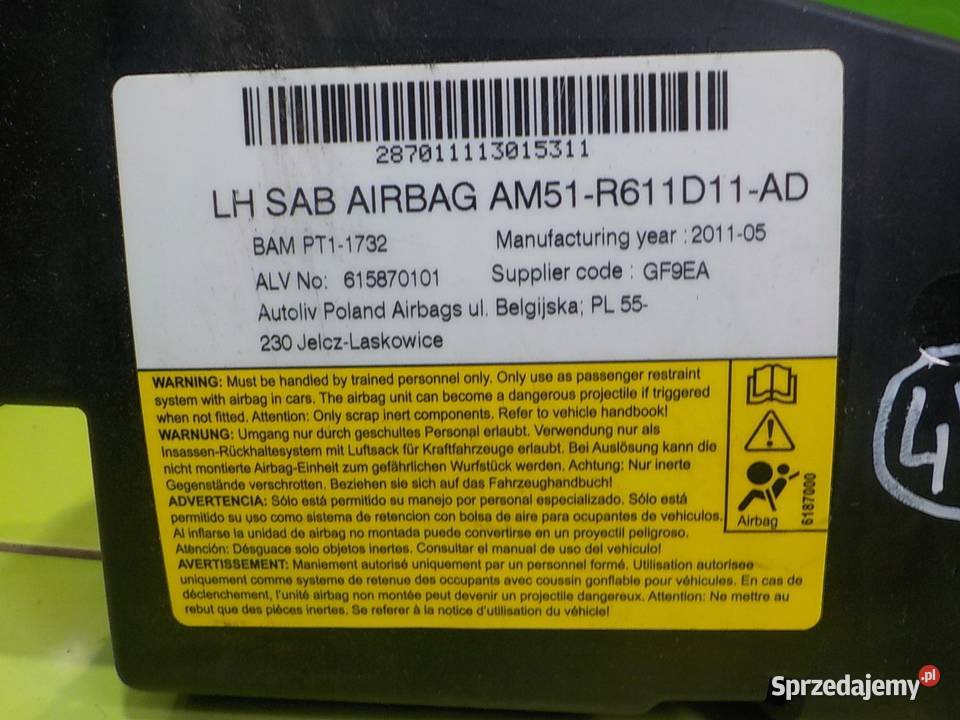 287011113015311
LH SAB AIRBAG AM51-R611D11-AD
BAM PT1-1732 Manufacturing year : 2011-05
ALV No: 615870101 Supplier code : GF9EA
Autoliv Poland Airbags ul. Belgijska; PL 55-
230 Jelcz-Laskowice
WARNING: Must be handled by trained personnel only. Only use as passenger restraint
system with airbag in cars. The airbag unit can become a dangerous projectile if triggered
when not fitted. Attention: Only scrap inert components. Refer to vehicle handbook!
WARNUNG: Umgang nur durch geschultes Personal erlaubt. Verwendung nur als
Insassen-Rückhaltesystem mit Luftsack für Kraftfahrzeuge erlaubt. Bei Auslösung kann die
nicht montierte Airbag-Einheit zum gefährlichen Wurfstück werden. Achtung: Nur inerte
Gegenstände verschrotten. Beziehen sie sich auf das Fahrzeughandbuch!
ADVERTENCIA: Sólo está permitido su manejo por personal especializado. Sólo está
permitido su uso como sistema de retencion con bolsa de aire para ocupantes de vehículos.
Al inflarse la unidad de airbag no montada puede convertirse en un proyectil peligroso.
Atención: Désguace solo objetos inertes. Consultar el manual de uso del vehículo!
AVERTISSEMENT: Maniement autorisé uniquement par un personnel formé. Utilisation autorisee
uniquement comme systeme de retenue des occupants avec coussin gonflable pour véhicules. En cas de
déclenchement, l'unité airbag non montée peut devenir un projectile dangereux. Attention: Ne mettre au
rebut que des pièces inertes. Se referer à la notice d'utilisation du véhicle!
Airbag
6187000
4
Sprzedajemy.pl